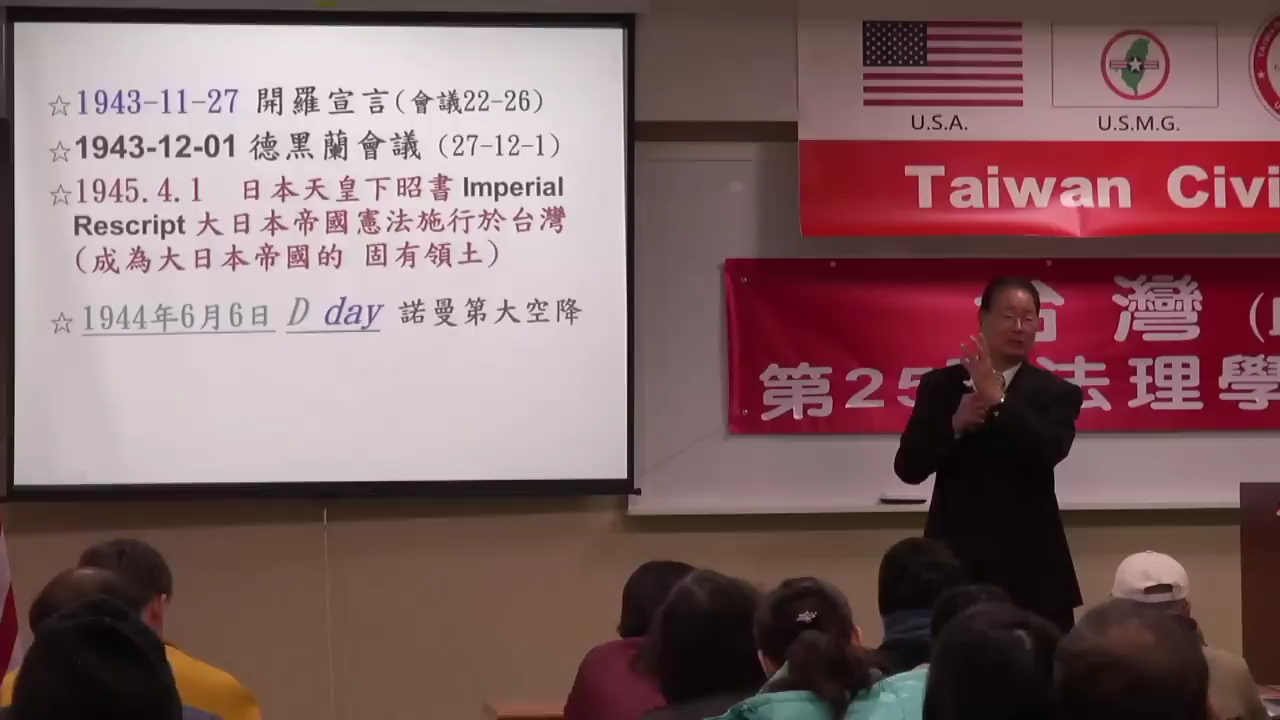 ☆1943-11-27 開羅宣言(會議22-26)
☆1943-12-01 德黑蘭會議 (27-12-1)
☆1945.4.1 日本天皇下昭書 Imperial
Rescript 大日本帝國憲法施行於台灣
(成為大日本帝國的 固有領土)
☆1944年6月6日 D day 諾曼第大空降
U.S.A.
U.S.M.G.
Taiwan Civi
台灣(
第25 法理學